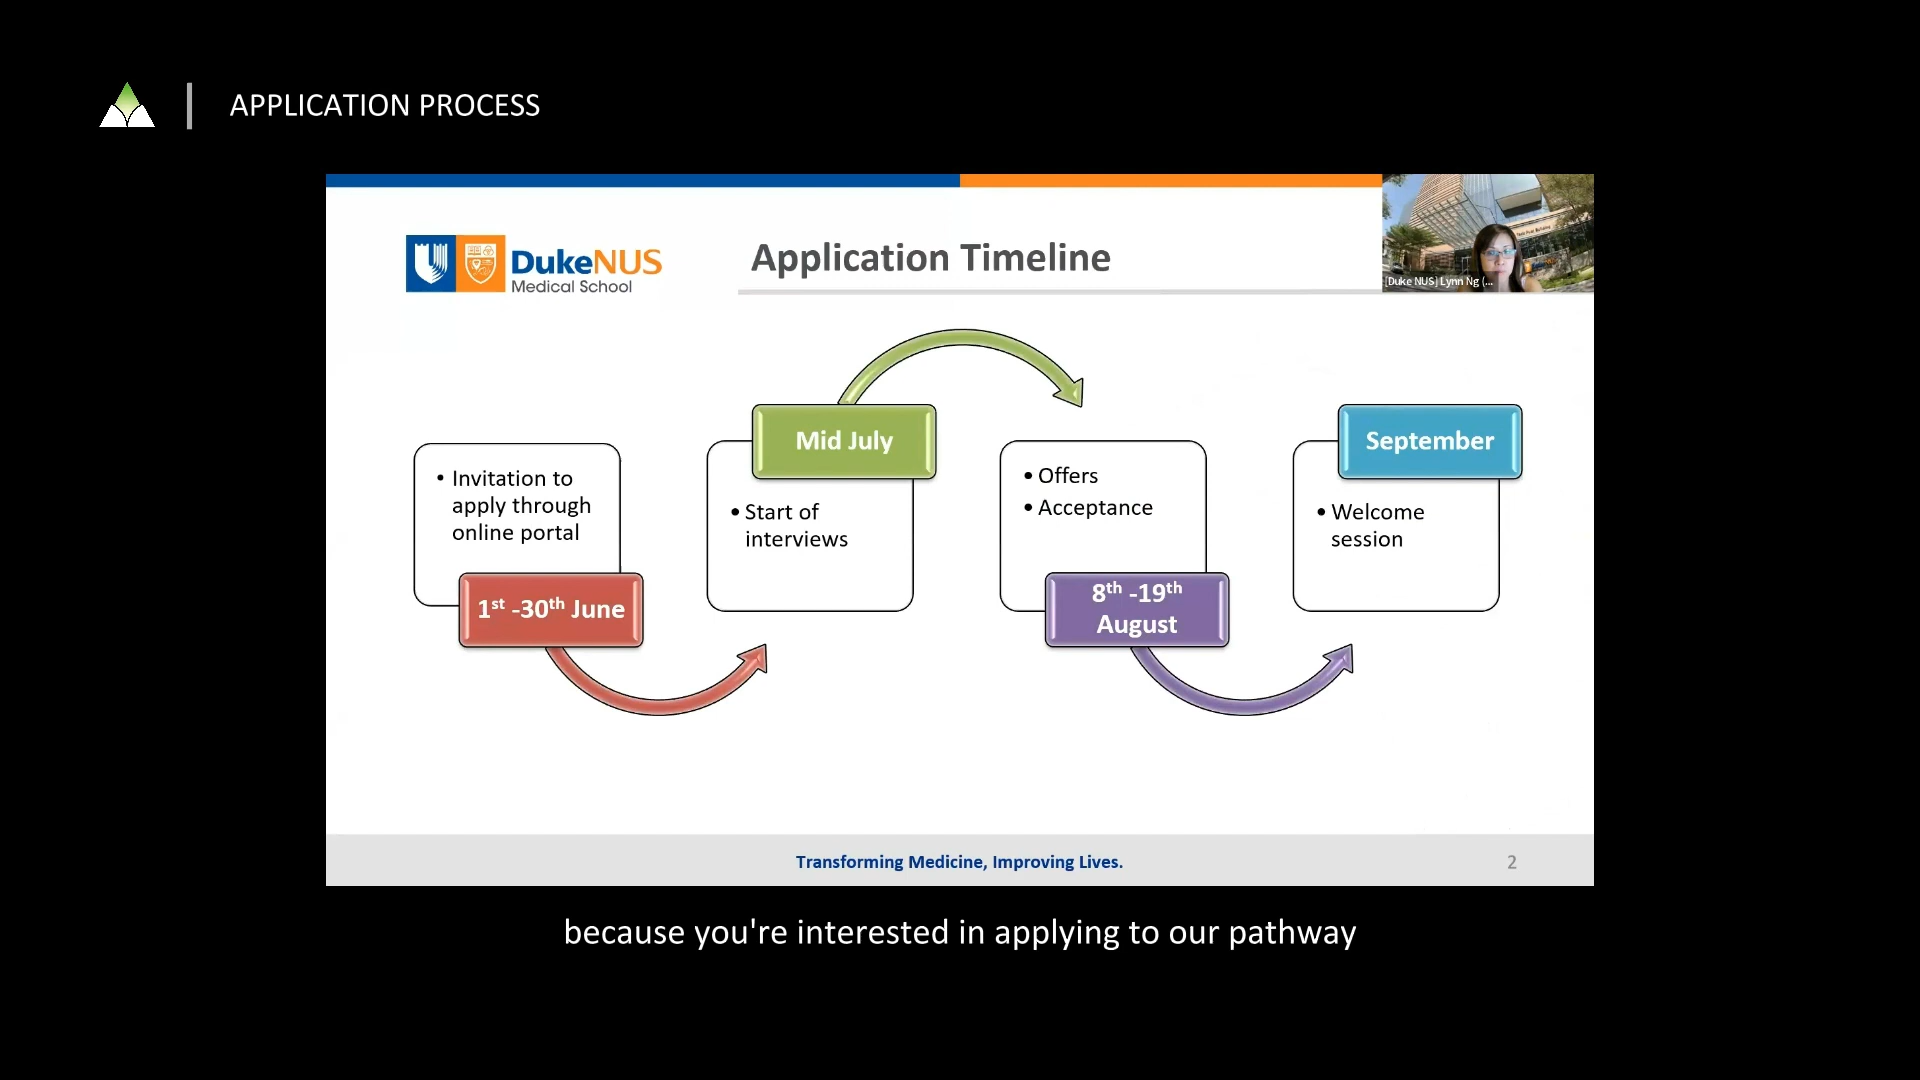 APPLICATION PROCESS
DukeNUS
Medical School
Application Timeline
[Duke NUS] Lynn Ng (...
• Invitation to
apply through
online portal
1st -30th June
Mid July
• Start of
interviews
• Offers
• Acceptance
8th -19th
August
September
• Welcome
session
Transforming Medicine, Improving Lives.
2
because you're interested in applying to our pathway